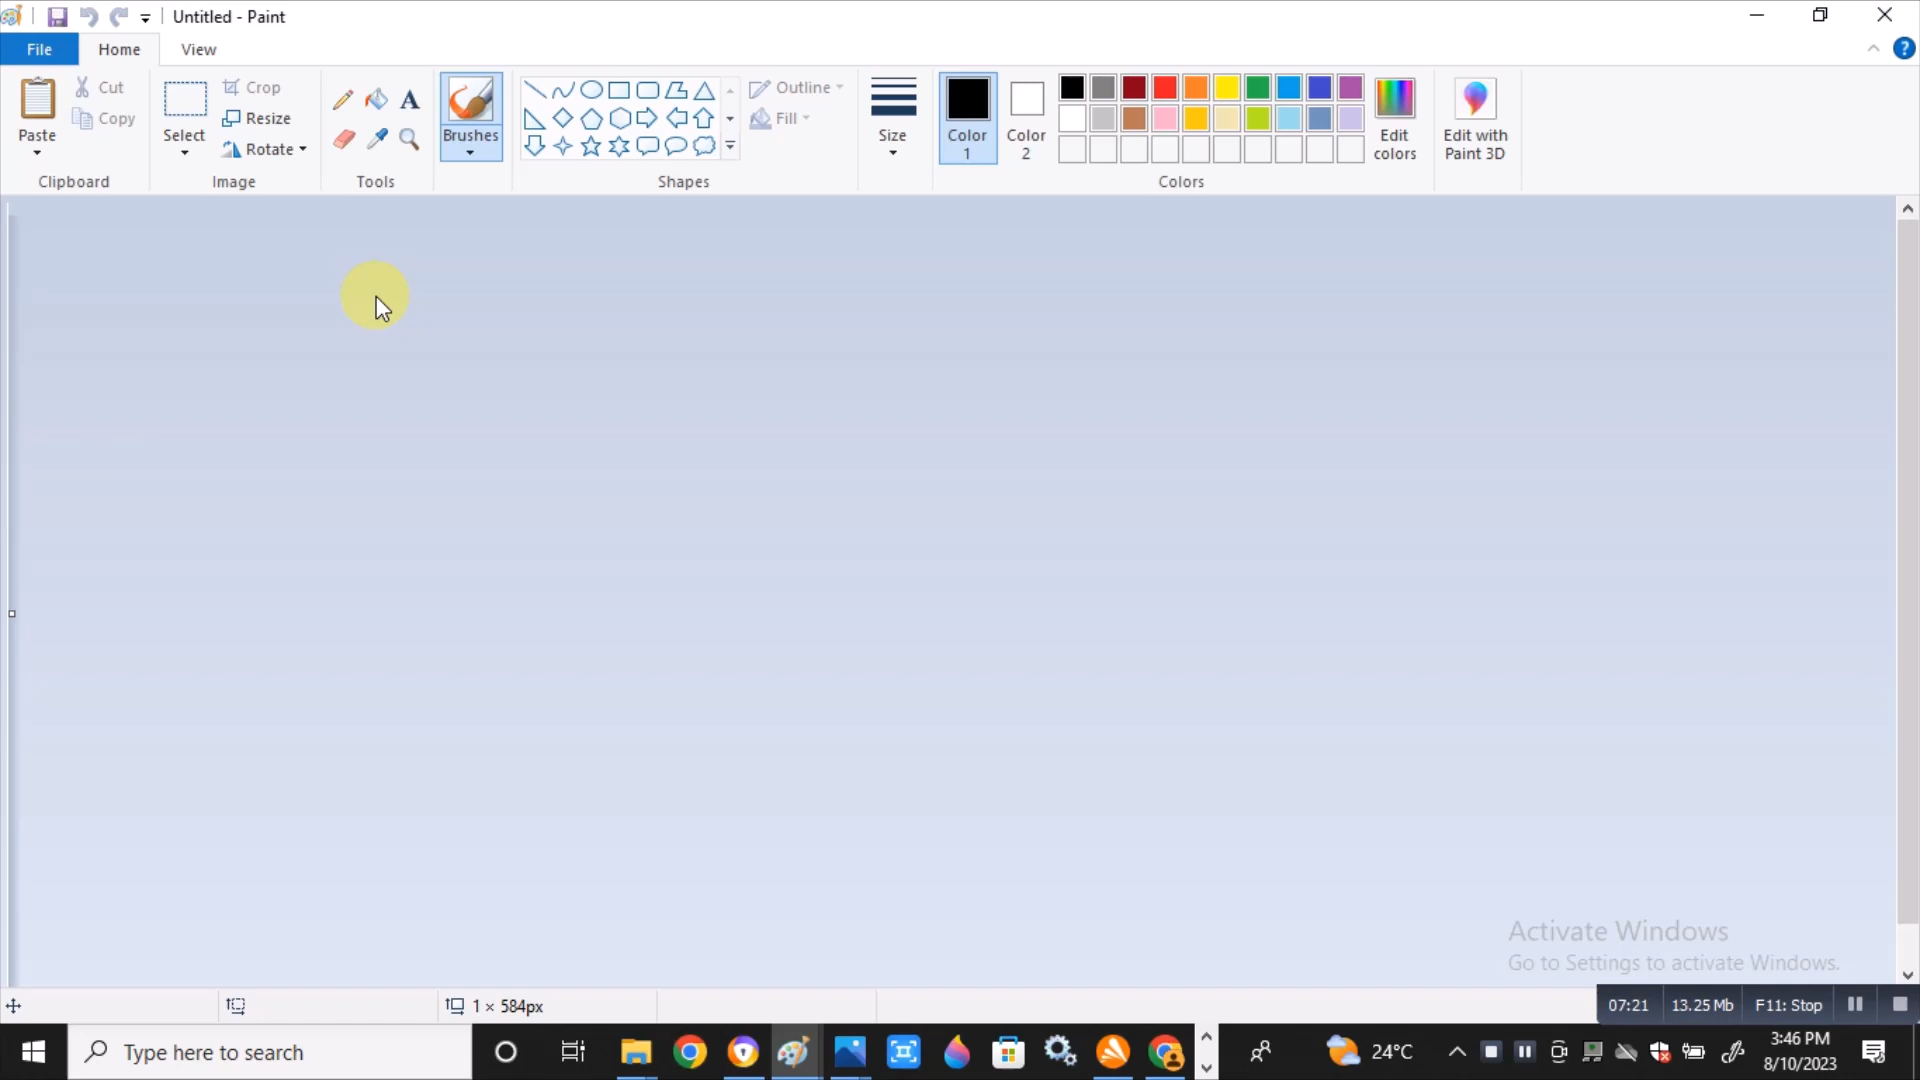 Untitled - Paint
File Home View
Paste
Cut
Copy
Clipboard
Select
Crop
Resize
Rotate
Image
A
Tools
Brushes
Outline
Fill
Shapes
Size
Color 1
Color 2
Edit colors
Colors
Edit with Paint 3D
?
Activate Windows
Go to Settings to activate Windows.
1 × 584px
07:21 13.25 Mb F11: Stop
Type here to search
24°C
3:46 PM
8/10/2023